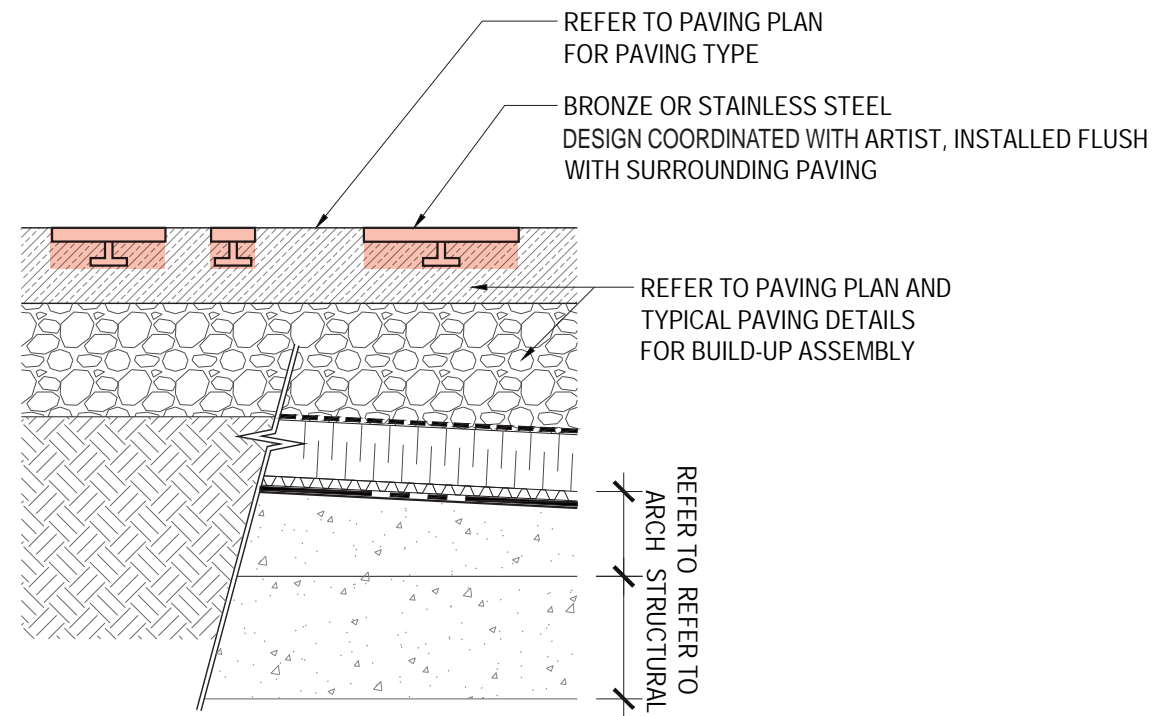 REFER TO PAVING PLAN
FOR PAVING TYPE
BRONZE OR STAINLESS STEEL
DESIGN COORDINATED WITH ARTIST, INSTALLED FLUSH
WITH SURROUNDING PAVING
REFER TO PAVING PLAN AND
TYPICAL PAVING DETAILS
FOR BUILD-UP ASSEMBLY
REFER TO
ARCH
REFER TO
STRUCTURAL